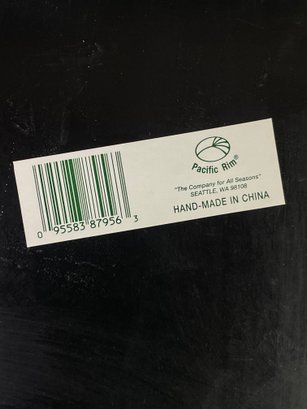 Pacific Rim®
"The Company for All Seasons"
SEATTLE, WA 98108
HAND-MADE IN CHINA
0 95583 87956 3